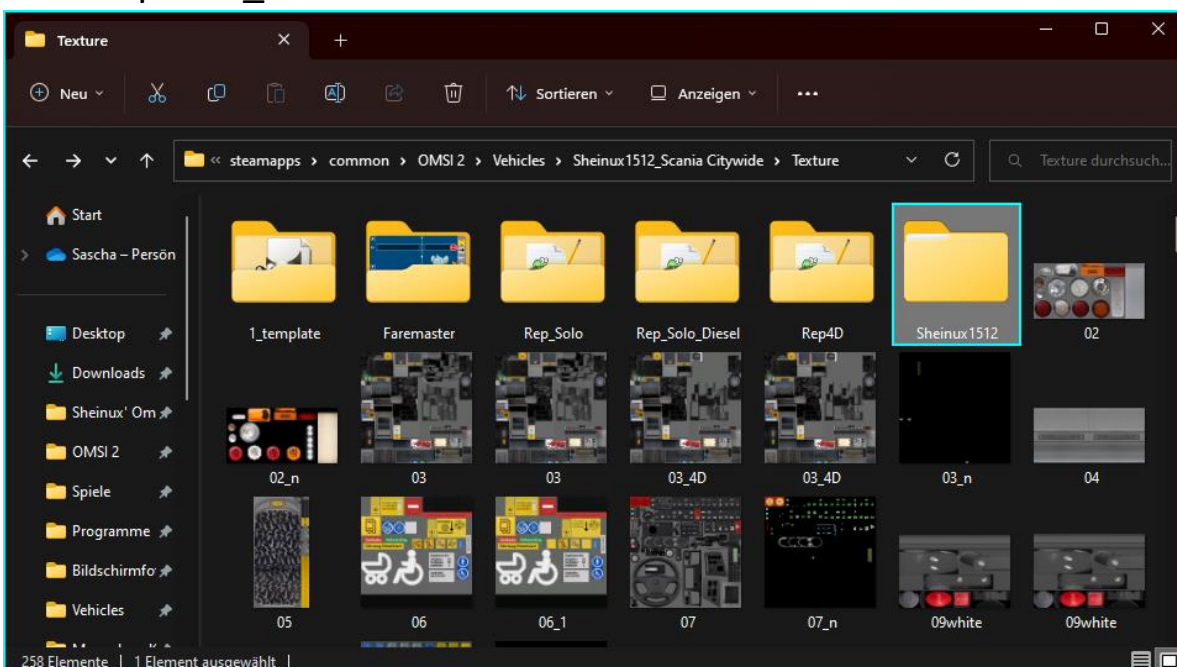 Texture
Neu
Sortieren
Anzeigen
« steamapps > common > OMSI 2 > Vehicles > Sheinux1512_Scania Citywide > Texture
Texture durchsuch...
Start
Sascha – Persön
Desktop
Downloads
Sheinux' Om
OMSI 2
Spiele
Programme
Bildschirmfo
Vehicles
1_template
Faremaster
Rep_Solo
Rep_Solo_Diesel
Rep4D
Sheinux1512
02
02_n
03
03
03_4D
03_4D
03_n
04
05
06
06_1
07
07_n
09white
09white
258 Elemente | 1 Element ausgewählt |